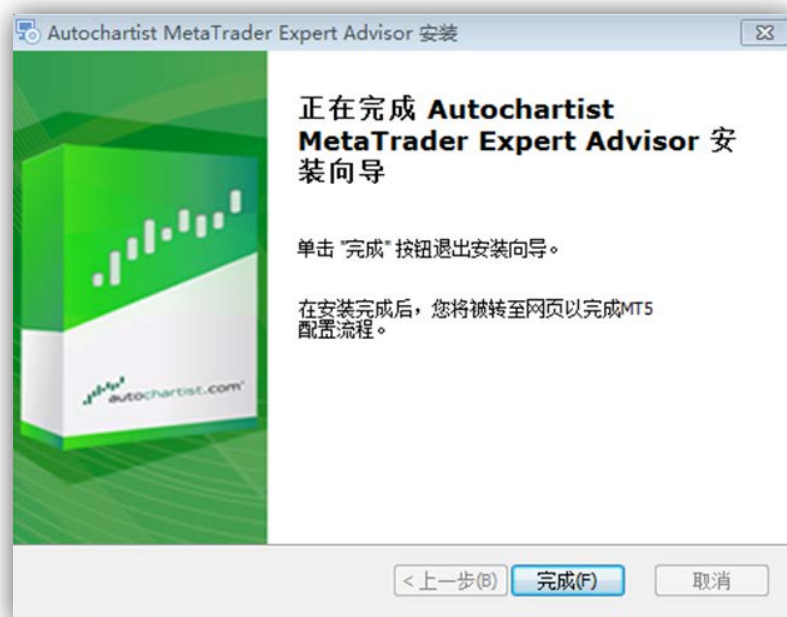 Autochartist MetaTrader Expert Advisor 安装
正在完成 Autochartist
MetaTrader Expert Advisor 安
装向导
单击 "完成" 按钮退出安装向导。
在安装完成后，您将被转至网页以完成MT5
配置流程。
autochartist.com
< 上一步(B)
完成(F)
取消